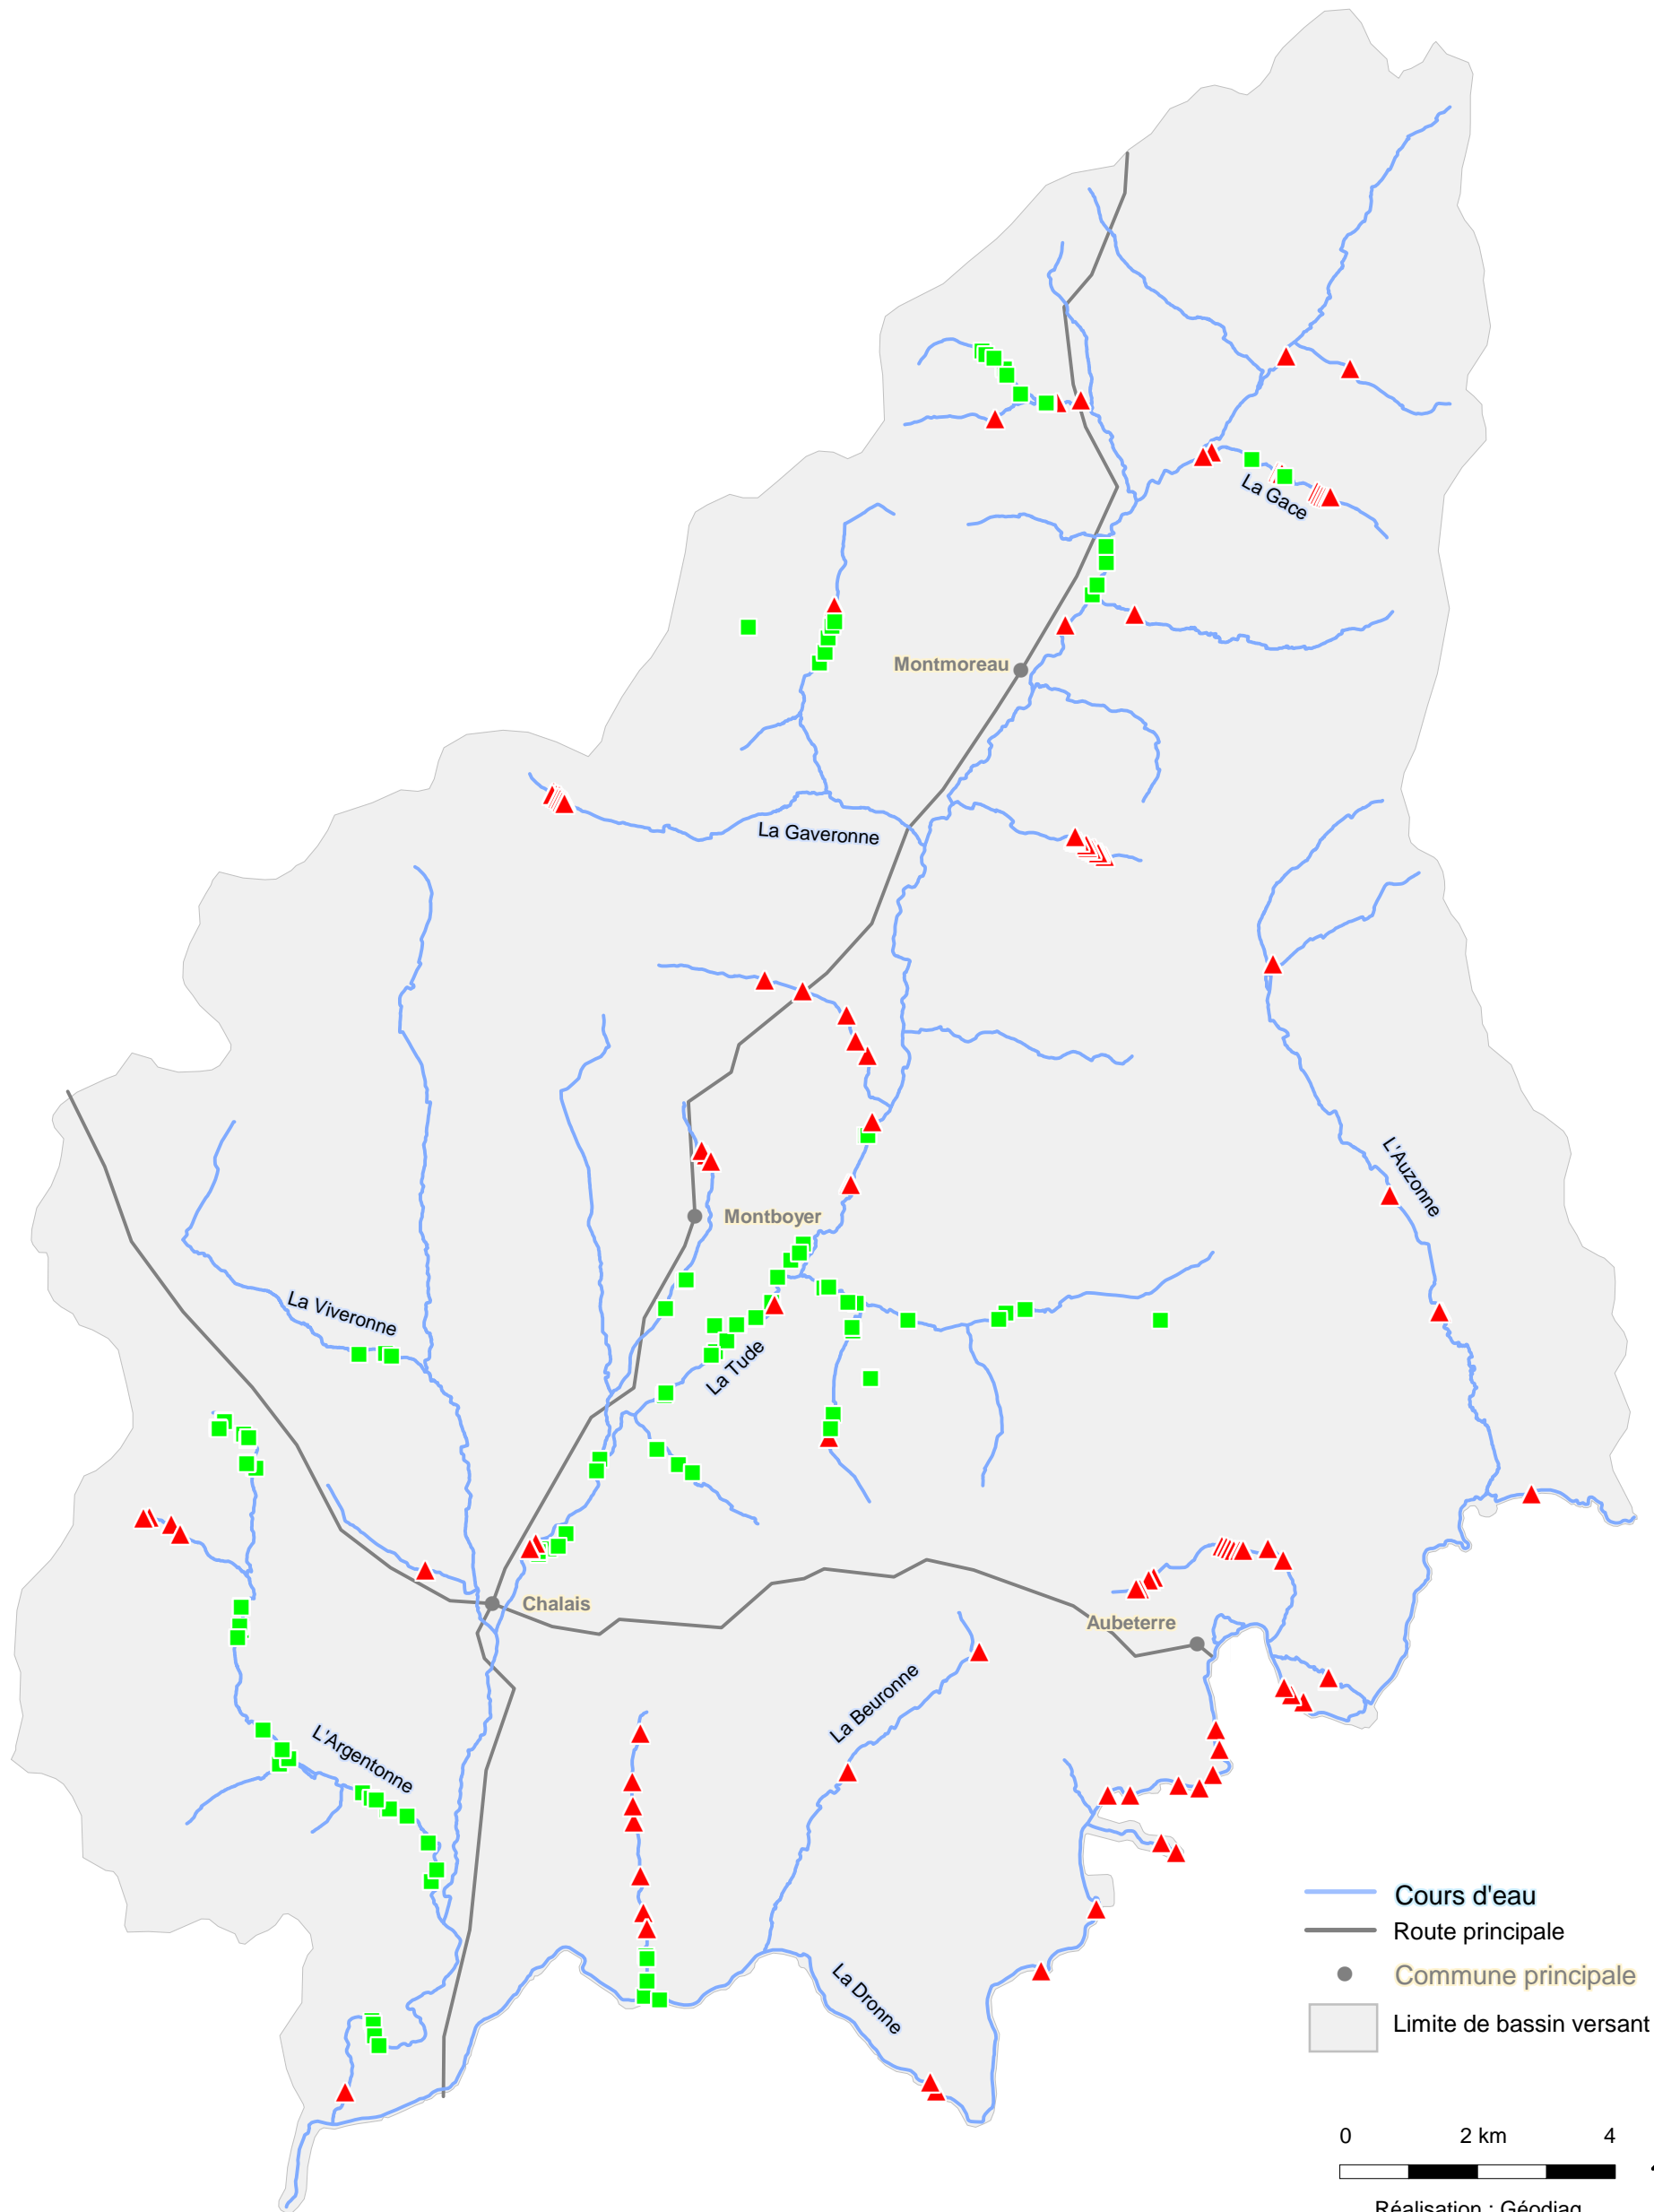 La Gace
Montmoreau
La Gaveronne
L'Auzonne
Montboyer
La Viveronne
La Tude
Chalais
Aubeterre
La Beuronne
L'Argentonne
La Dronne
Cours d'eau
Route principale
Commune principale
Limite de bassin versant
0 2 km 4
Réalisation : Géodiag